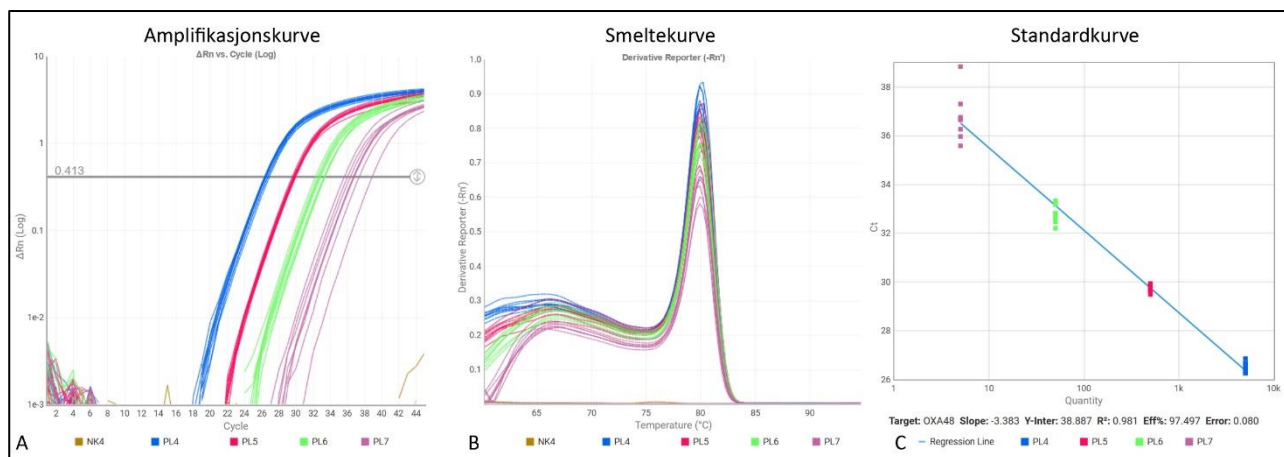 Amplifikasjonskurve
ΔRn vs. Cycle (Log)
10
1
0.1
1e-2
1e-3
0.413
ΔRn (Log)
2 4 6 8 10 12 14 16 18 20 22 24 26 28 30 32 34 36 38 40 42 44
Cycle
A
NK4 PL4 PL5 PL6 PL7
Smeltekurve
Derivative Reporter (-Rn')
1.0
0.9
0.8
0.7
0.6
0.5
0.4
0.3
0.2
0.1
Derivative Reporter (-Rn')
65 70 75 80 85 90
Temperature (°C)
B
NK4 PL4 PL5 PL6 PL7
Standardkurve
38
36
34
32
30
28
26
Ct
1 10 100 1k 10k
Quantity
Target: OXA48 Slope: -3.383 Y-Inter: 38.887 R²: 0.981 Eff%: 97.497 Error: 0.080
C
Regression Line PL4 PL5 PL6 PL7